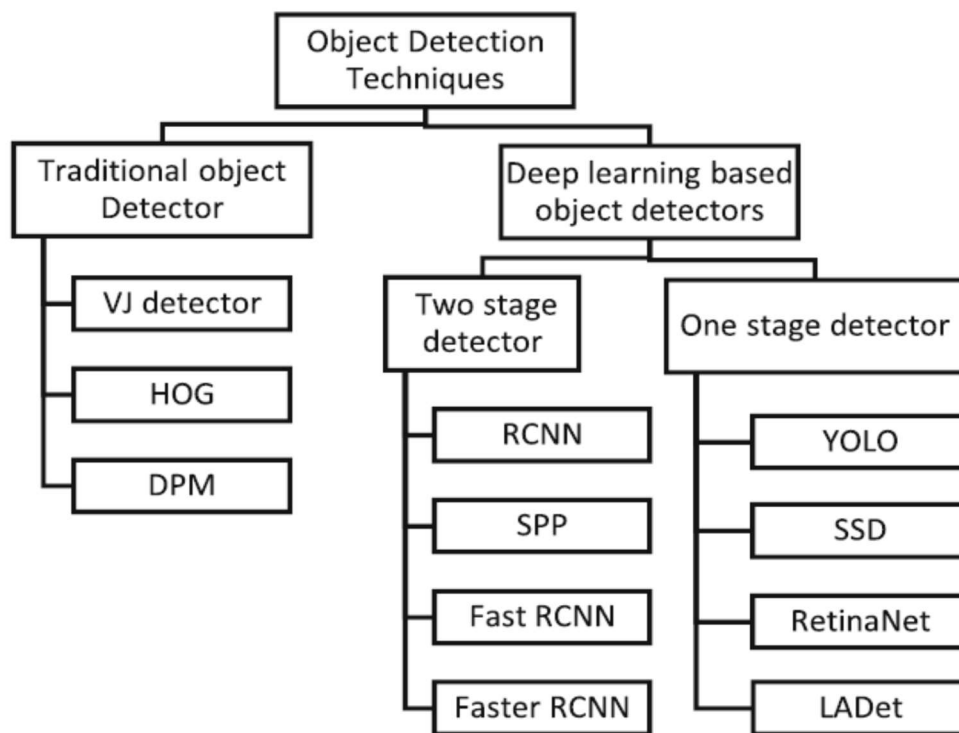 Object Detection
Techniques
Traditional object
Detector
VJ detector
HOG
DPM
Deep learning based
object detectors
Two stage
detector
RCNN
SPP
Fast RCNN
Faster RCNN
One stage detector
YOLO
SSD
RetinaNet
LADet